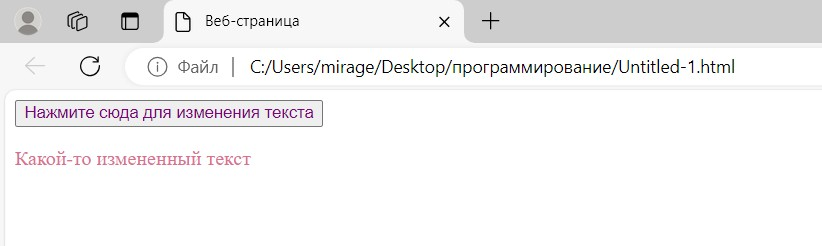 Веб-страница
Файл | C:/Users/mirage/Desktop/программирование/Untitled-1.html
Нажмите сюда для изменения текста
Какой-то измененный текст